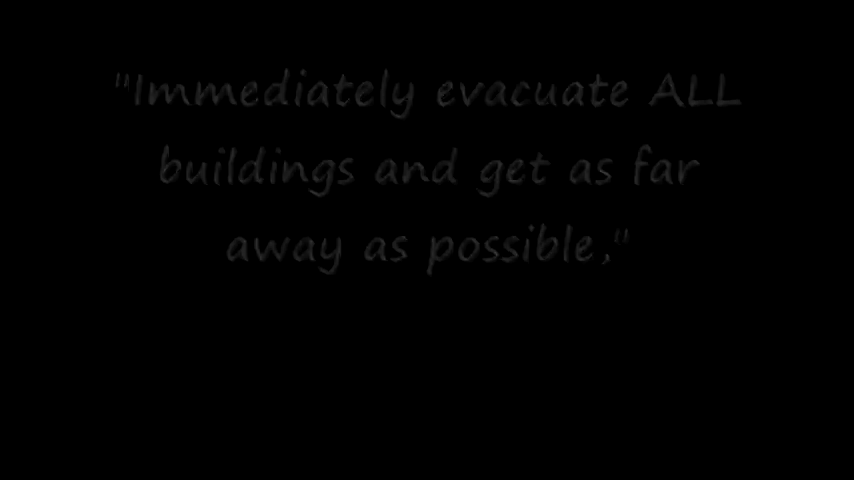 "Immediately evacuate ALL
buildings and get as far
away as possible,"